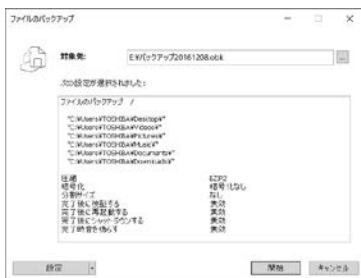 ファイルのバックアップ
対象先: E:¥バックアップ20161208.obk ...
次の設定が選択されました:
ファイルのバックアップ /
"C:¥Users¥TOSHIBA¥Desktop¥"
"C:¥Users¥TOSHIBA¥Videos¥"
"C:¥Users¥TOSHIBA¥Pictures¥"
"C:¥Users¥TOSHIBA¥Music¥"
"C:¥Users¥TOSHIBA¥Documents¥"
"C:¥Users¥TOSHIBA¥Downloads¥"
圧縮 BZIP2
暗号化 暗号化なし
分割サイズ なし
完了後に検証する 無効
完了後に再起動する 無効
完了後にシャットダウンする 無効
完了時音を鳴らす 無効
設定 開始 キャンセル